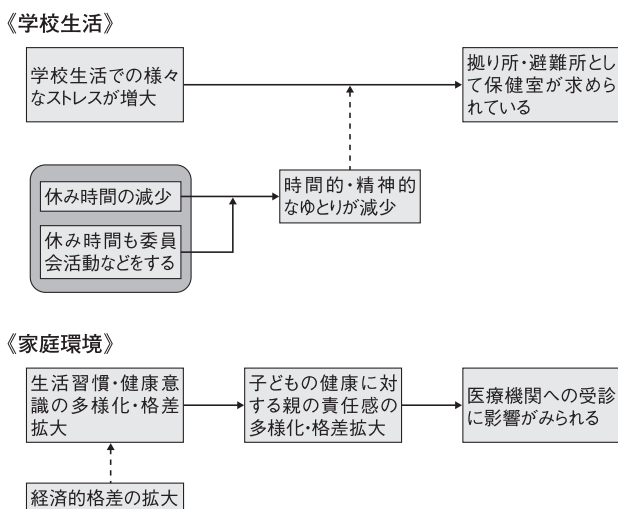 《学校生活》
学校生活での様々
なストレスが増大
拠り所・避難所とし
て保健室が求めら
れている
休み時間の減少
休み時間も委員
会活動などをする
時間的・精神的
なゆとりが減少
《家庭環境》
生活習慣・健康意
識の多様化・格差
拡大
子どもの健康に対
する親の責任感の
多様化・格差拡大
医療機関への受診
に影響がみられる
経済的格差の拡大